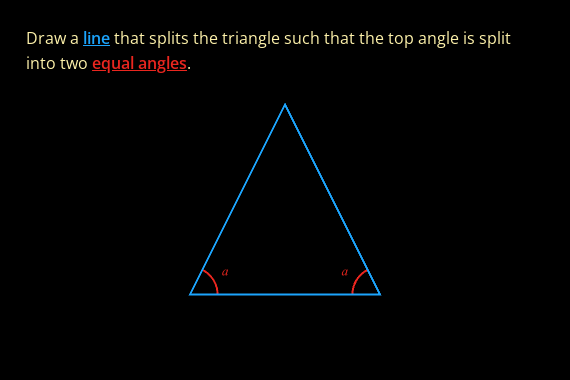 Draw a line that splits the triangle such that the top angle is split
into two equal angles.
a a